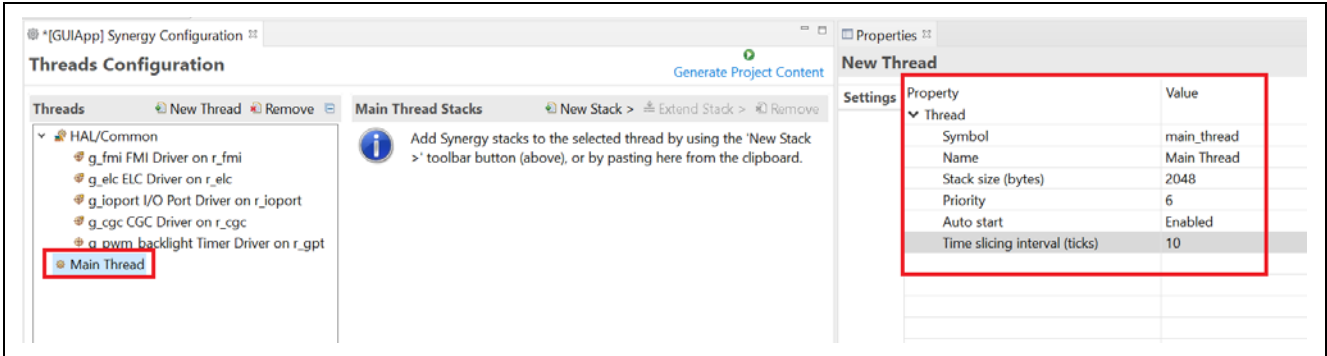 *[GUIApp] Synergy Configuration
Threads Configuration
Generate Project Content
Threads New Thread Remove
HAL/Common
g_fmi FMI Driver on r_fmi
g_elc ELC Driver on r_elc
g_ioport I/O Port Driver on r_ioport
g_cgc CGC Driver on r_cgc
g_pwm_backlight Timer Driver on r_gpt
Main Thread
Main Thread Stacks New Stack > Extend Stack > Remove
Add Synergy stacks to the selected thread by using the 'New Stack
>' toolbar button (above), or by pasting here from the clipboard.
Properties
New Thread
Settings
Property Value
Thread
Symbol main_thread
Name Main Thread
Stack size (bytes) 2048
Priority 6
Auto start Enabled
Time slicing interval (ticks) 10